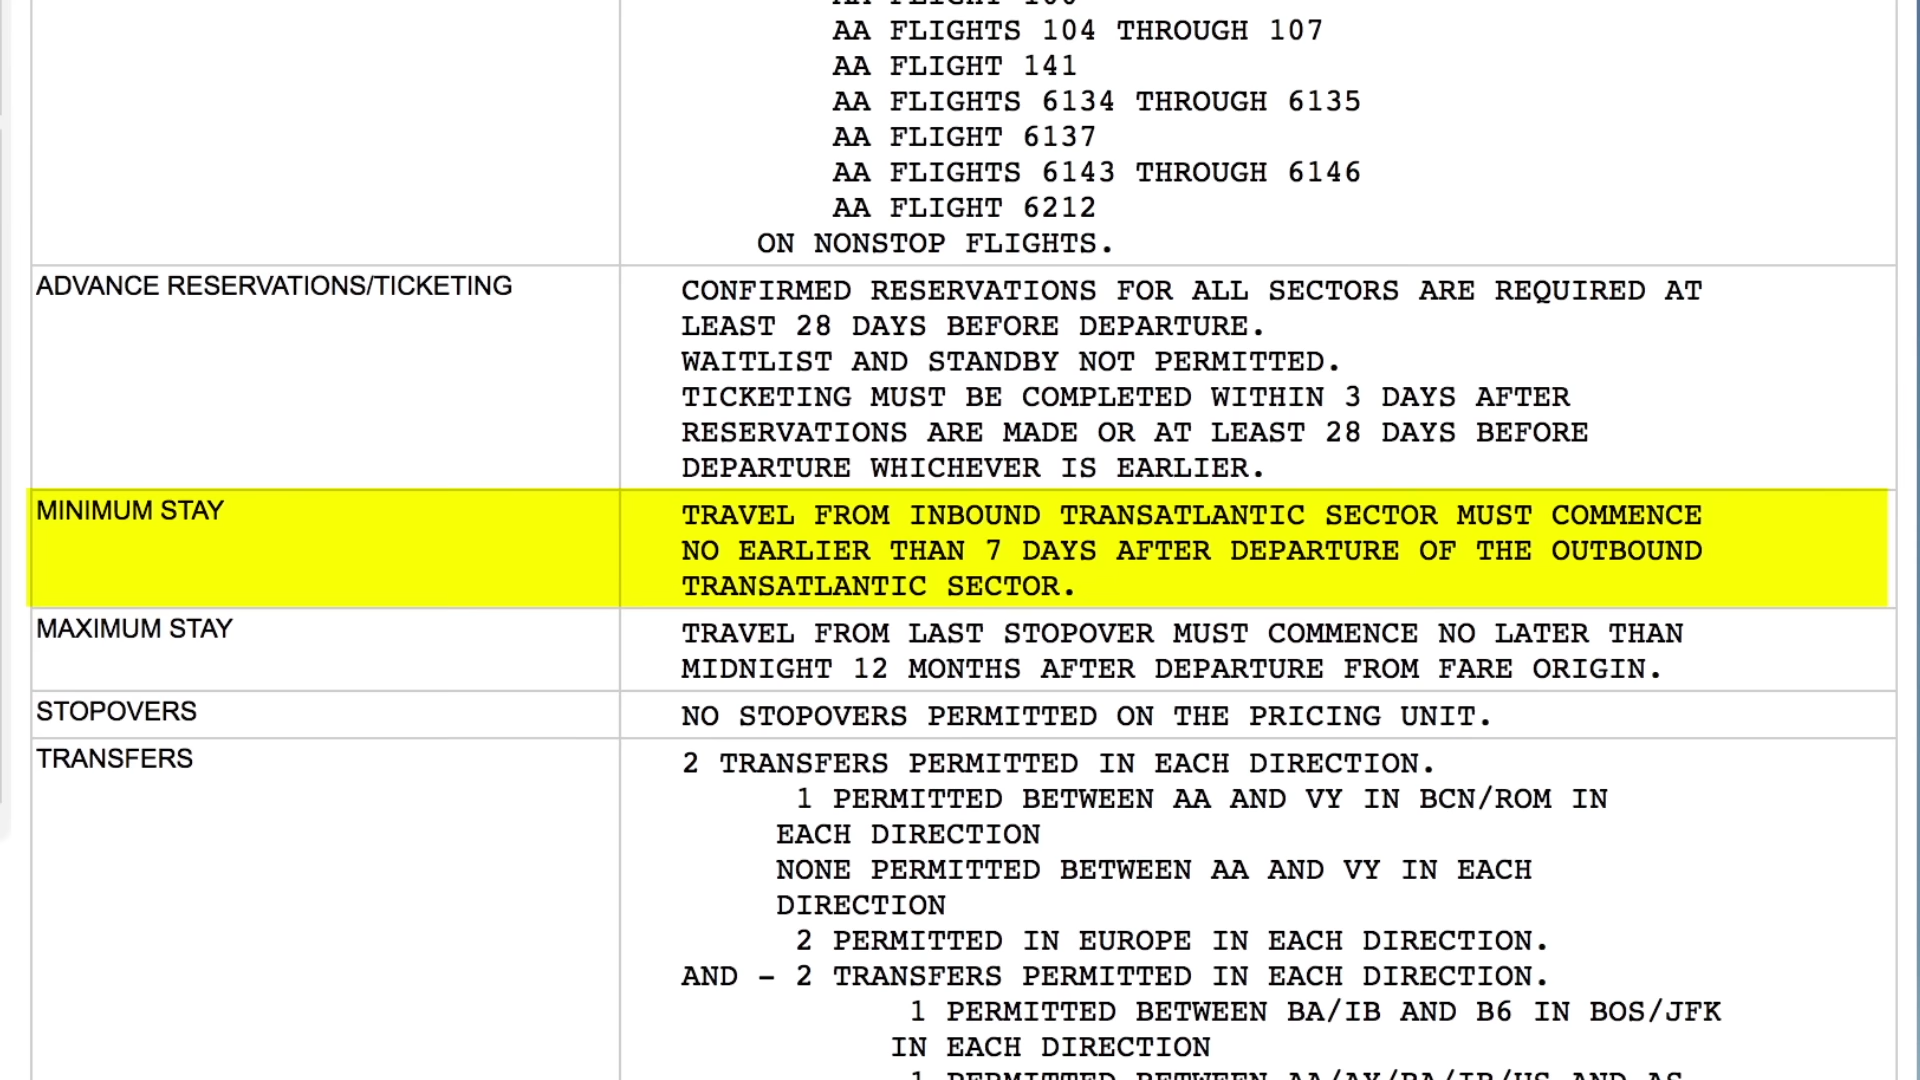 AA FLIGHTS 104 THROUGH 107
AA FLIGHT 141
AA FLIGHTS 6134 THROUGH 6135
AA FLIGHT 6137
AA FLIGHTS 6143 THROUGH 6146
AA FLIGHT 6212
ON NONSTOP FLIGHTS.
ADVANCE RESERVATIONS/TICKETING
CONFIRMED RESERVATIONS FOR ALL SECTORS ARE REQUIRED AT
LEAST 28 DAYS BEFORE DEPARTURE.
WAITLIST AND STANDBY NOT PERMITTED.
TICKETING MUST BE COMPLETED WITHIN 3 DAYS AFTER
RESERVATIONS ARE MADE OR AT LEAST 28 DAYS BEFORE
DEPARTURE WHICHEVER IS EARLIER.
MINIMUM STAY
TRAVEL FROM INBOUND TRANSATLANTIC SECTOR MUST COMMENCE
NO EARLIER THAN 7 DAYS AFTER DEPARTURE OF THE OUTBOUND
TRANSATLANTIC SECTOR.
MAXIMUM STAY
TRAVEL FROM LAST STOPOVER MUST COMMENCE NO LATER THAN
MIDNIGHT 12 MONTHS AFTER DEPARTURE FROM FARE ORIGIN.
STOPOVERS
NO STOPOVERS PERMITTED ON THE PRICING UNIT.
TRANSFERS
2 TRANSFERS PERMITTED IN EACH DIRECTION.
1 PERMITTED BETWEEN AA AND VY IN BCN/ROM IN
EACH DIRECTION
NONE PERMITTED BETWEEN AA AND VY IN EACH
DIRECTION
2 PERMITTED IN EUROPE IN EACH DIRECTION.
AND - 2 TRANSFERS PERMITTED IN EACH DIRECTION.
1 PERMITTED BETWEEN BA/IB AND B6 IN BOS/JFK
IN EACH DIRECTION